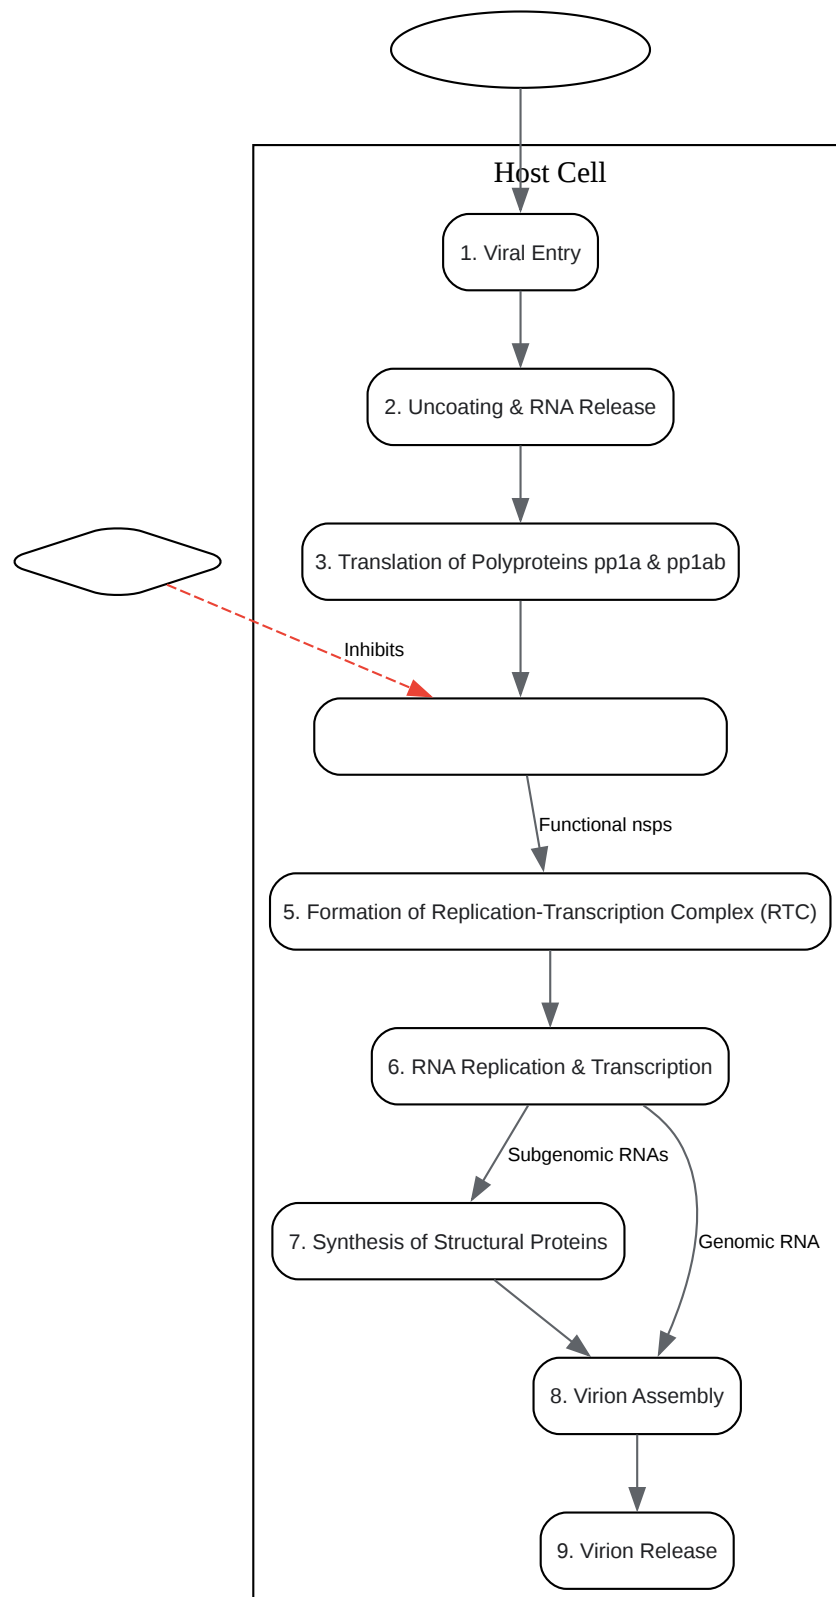 Host Cell
1. Viral Entry
2. Uncoating & RNA Release
3. Translation of Polyproteins pp1a & pp1ab
Inhibits
Functional nsps
5. Formation of Replication-Transcription Complex (RTC)
6. RNA Replication & Transcription
Subgenomic RNAs
7. Synthesis of Structural Proteins
Genomic RNA
8. Virion Assembly
9. Virion Release